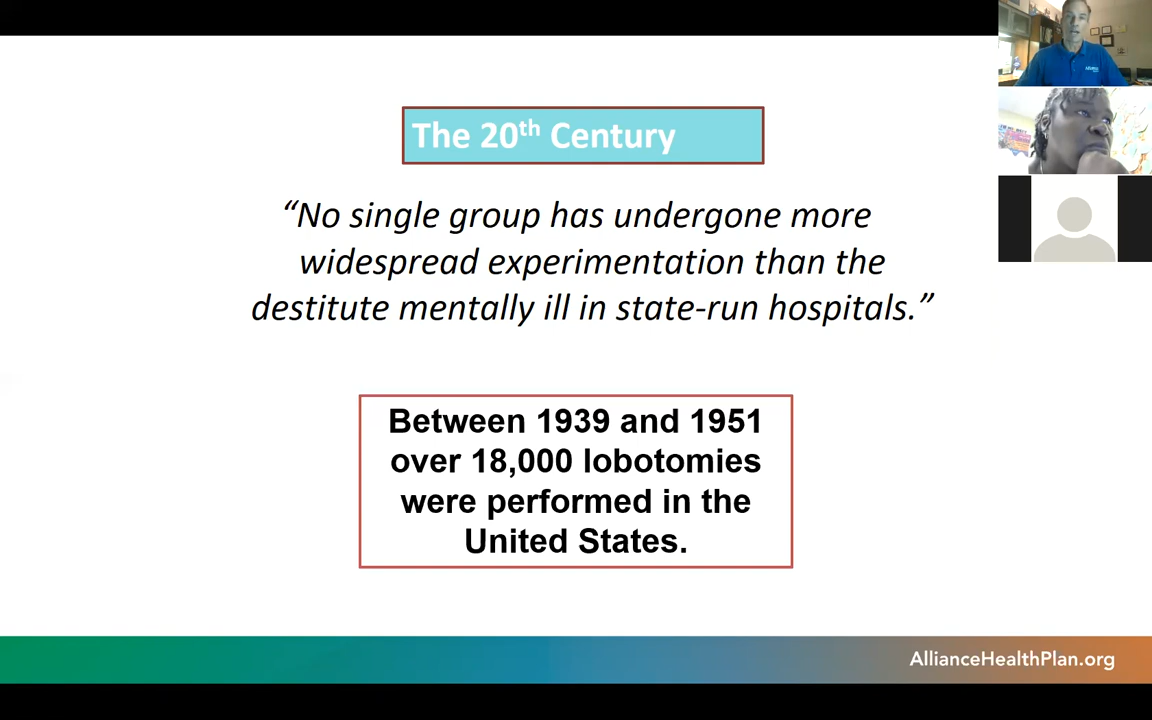 The 20th Century
“No single group has undergone more
widespread experimentation than the
destitute mentally ill in state-run hospitals.”
Between 1939 and 1951
over 18,000 lobotomies
were performed in the
United States.
AllianceHealthPlan.org